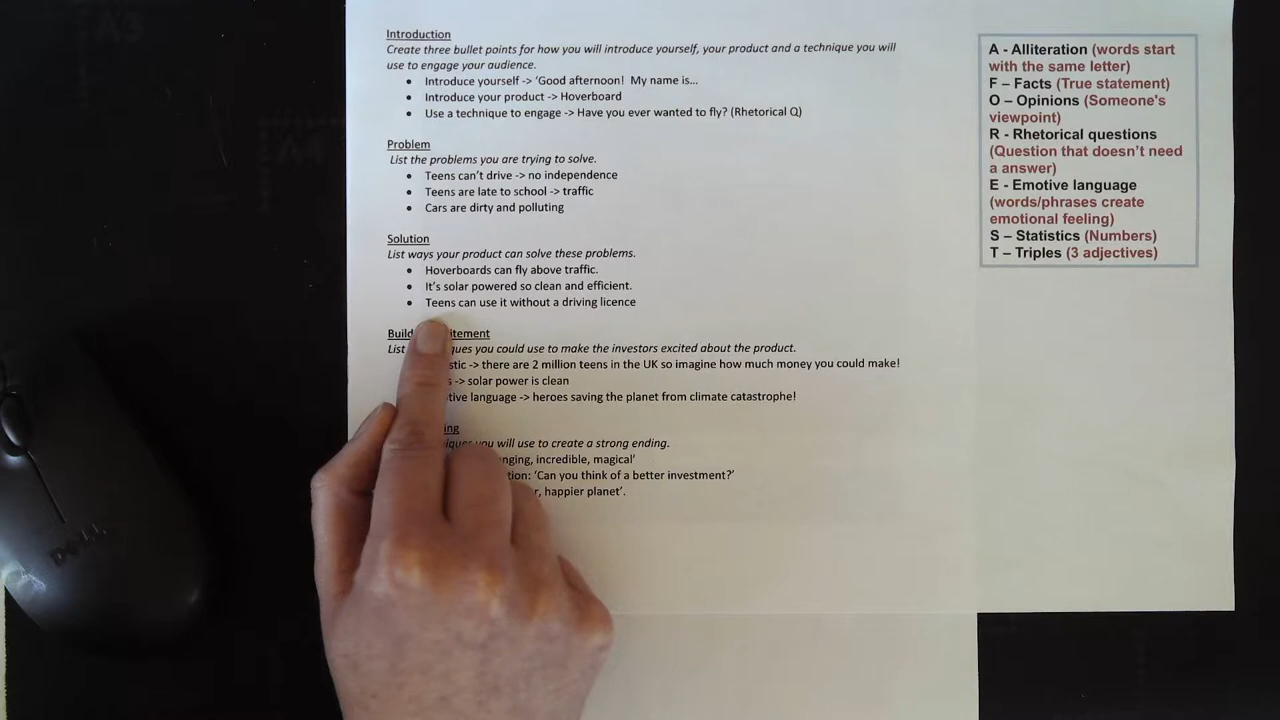 Introduction
Create three bullet points for how you will introduce yourself, your product and a technique you will
use to engage your audience.
• Introduce yourself -> ‘Good afternoon! My name is...
• Introduce your product -> Hoverboard
• Use a technique to engage -> Have you ever wanted to fly? (Rhetorical Q)
Problem
List the problems you are trying to solve.
• Teens can’t drive -> no independence
• Teens are late to school -> traffic
• Cars are dirty and polluting
Solution
List ways your product can solve these problems.
• Hoverboards can fly above traffic.
• It’s solar powered so clean and efficient.
• Teens can use it without a driving licence
Build itement
List ques you could use to make the investors excited about the product.
stic -> there are 2 million teens in the UK so imagine how much money you could make!
s -> solar power is clean
tive language -> heroes saving the planet from climate catastrophe!
ing
iques you will use to create a strong ending.
nging, incredible, magical’
tion: ‘Can you think of a better investment?’
r, happier planet’.
A - Alliteration (words start
with the same letter)
F – Facts (True statement)
O – Opinions (Someone's
viewpoint)
R - Rhetorical questions
(Question that doesn’t need
a answer)
E - Emotive language
(words/phrases create
emotional feeling)
S – Statistics (Numbers)
T – Triples (3 adjectives)
DELL
A3
A4